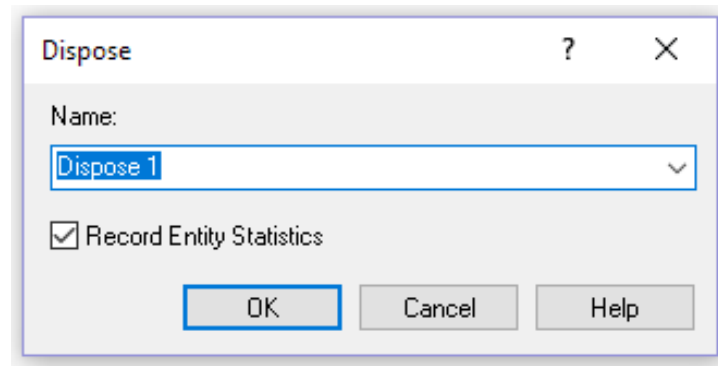 Dispose ?
Name:
Dispose 1
Record Entity Statistics
OK Cancel Help